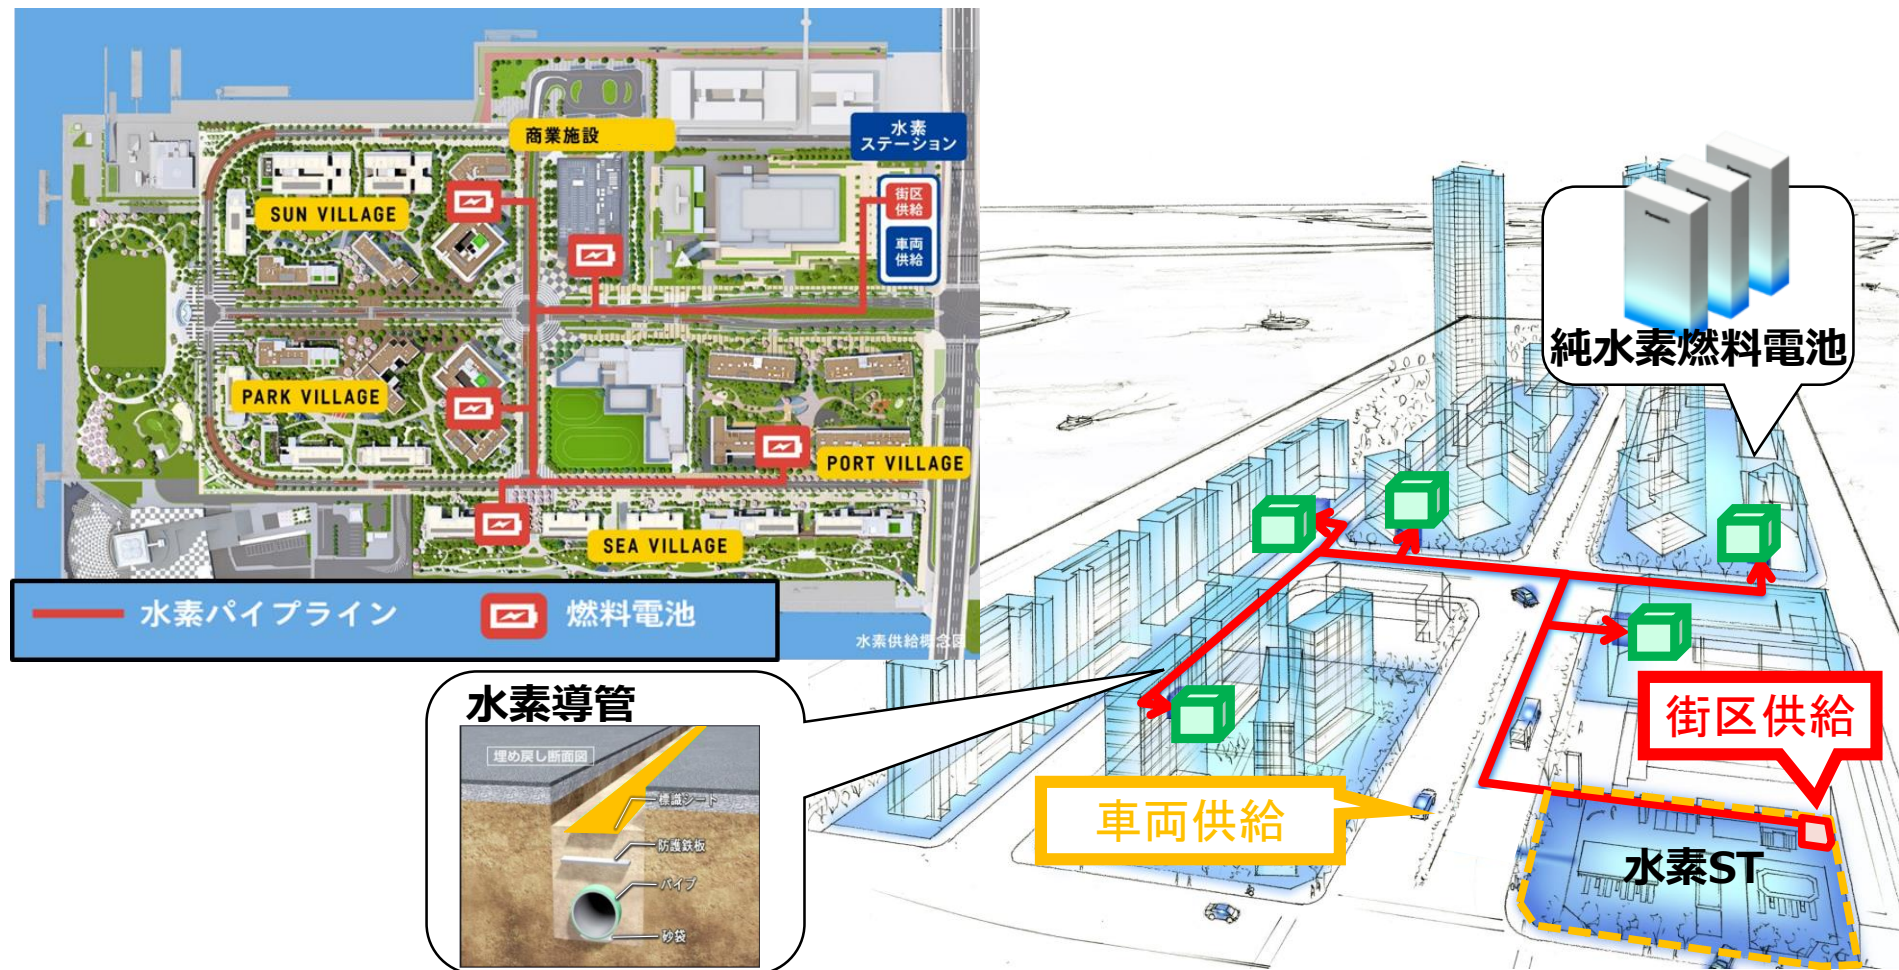 商業施設
水素
ステーション
街区
供給
車両
供給
SUN VILLAGE
PARK VILLAGE
PORT VILLAGE
SEA VILLAGE
水素パイプライン
燃料電池
水素供給概念図
水素導管
埋め戻し断面図
標識シート
防護鉄板
パイプ
砂袋
Panasonic
純水素燃料電池
街区供給
車両供給
水素ST